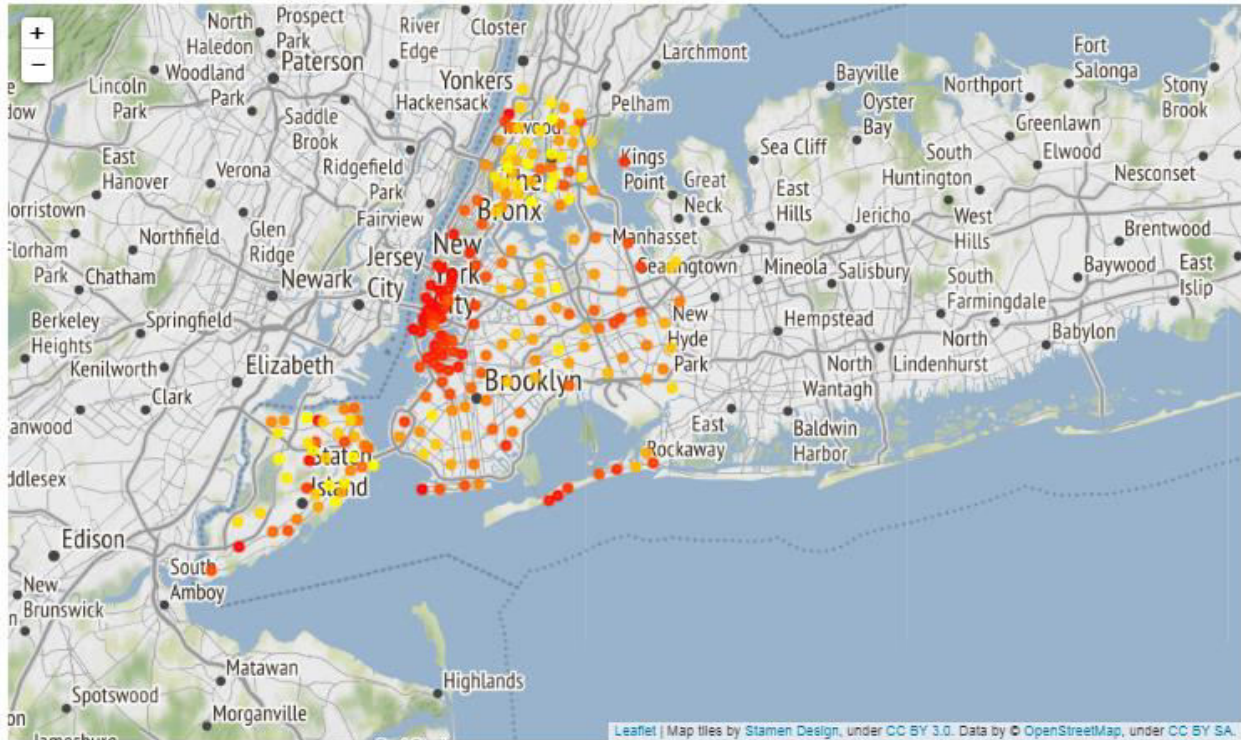 +
−
North
Haledon
Prospect
Park
Paterson
Woodland
Park
Lincoln
Park
River
Edge
Closter
Yonkers
Hackensack
Saddle
Brook
Larchmont
Pelham
Bayville
Oyster
Bay
Northport
Fort
Salonga
Stony
Brook
Greenlawn
East
Hanover
Verona
Ridgefield
Park
Fairview
The
Bronx
Kings
Point
Great
Neck
Sea Cliff
East
Hills
South
Huntington
Elwood
Nesconset
Jericho
West
Hills
Northfield
Glen
Ridge
Florham
Park
Chatham
Newark
Jersey
City
New
York
City
Manhasset
Mineola
Salisbury
South
Farmingdale
Brentwood
Baywood
East
Islip
Berkeley
Heights
Springfield
Kenilworth
Elizabeth
Clark
Brooklyn
New
Hyde
Park
Hempstead
North
Wantagh
North
Lindenhurst
Babylon
East
Rockaway
Baldwin
Harbor
Staten
Island
Edison
New
Brunswick
South
Amboy
Matawan
Highlands
Spotswood
Morganville
Leaflet | Map tiles by Stamen Design, under CC BY 3.0. Data by © OpenStreetMap, under CC BY SA.